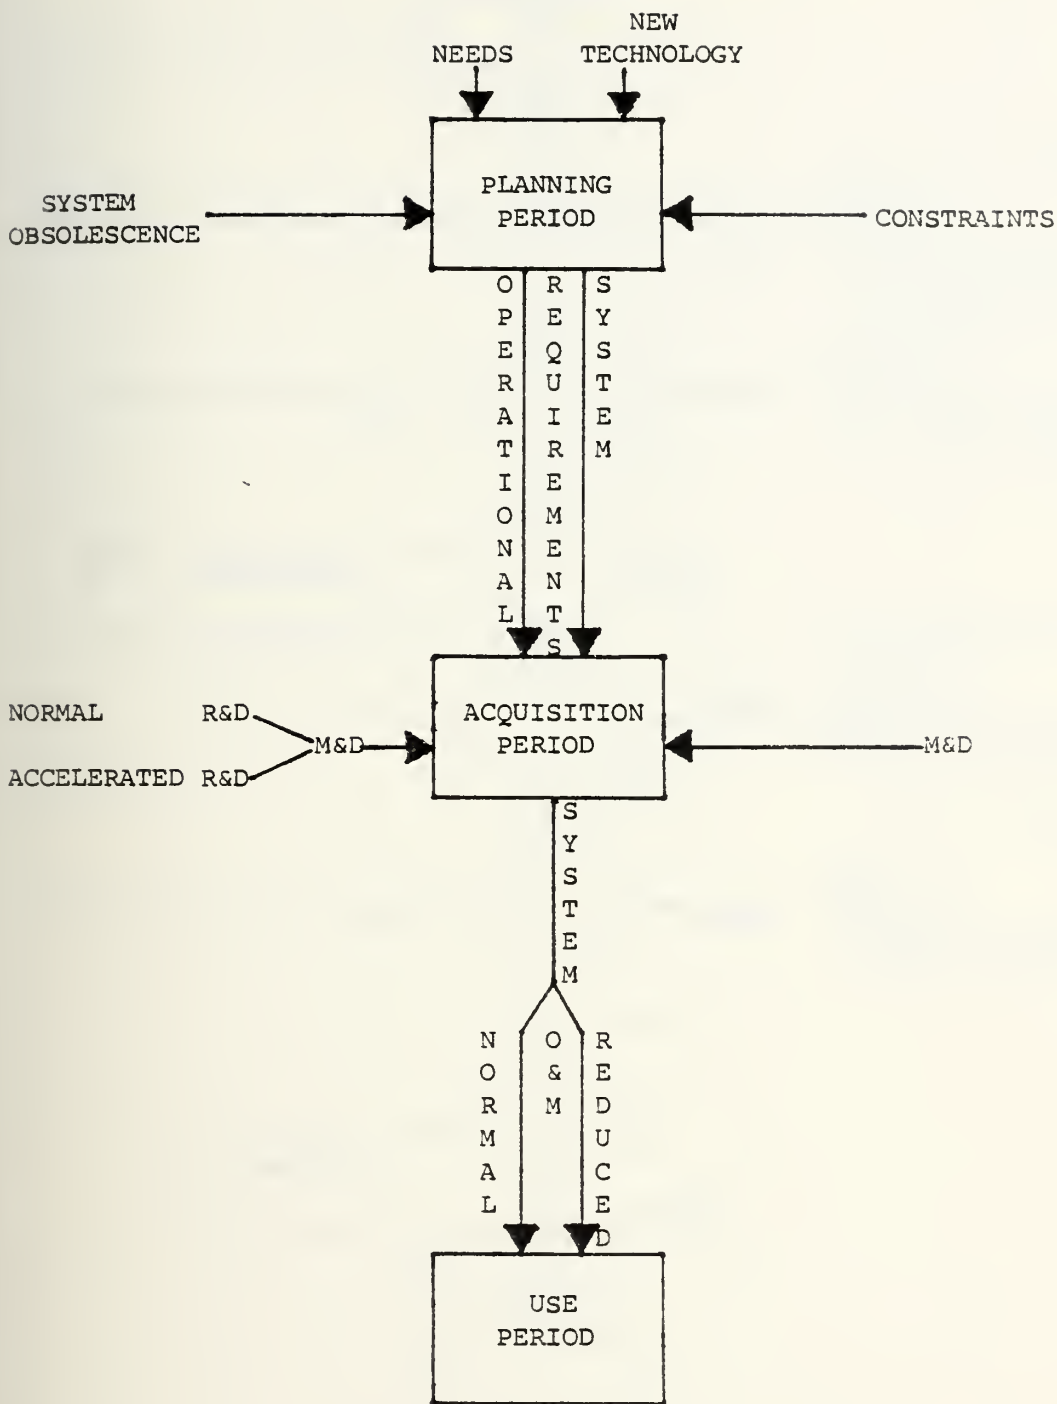 NEW
NEEDS TECHNOLOGY
PLANNING
PERIOD
SYSTEM
OBSOLESCENCE
CONSTRAINTS
OPERATIONAL
REQUIREMENTS
SYSTEM
NORMAL R&D
ACCELERATED R&D
M&D
ACQUISITION
PERIOD
M&D
SYSTEM
NORMAL
O&M
REDUCED
USE
PERIOD